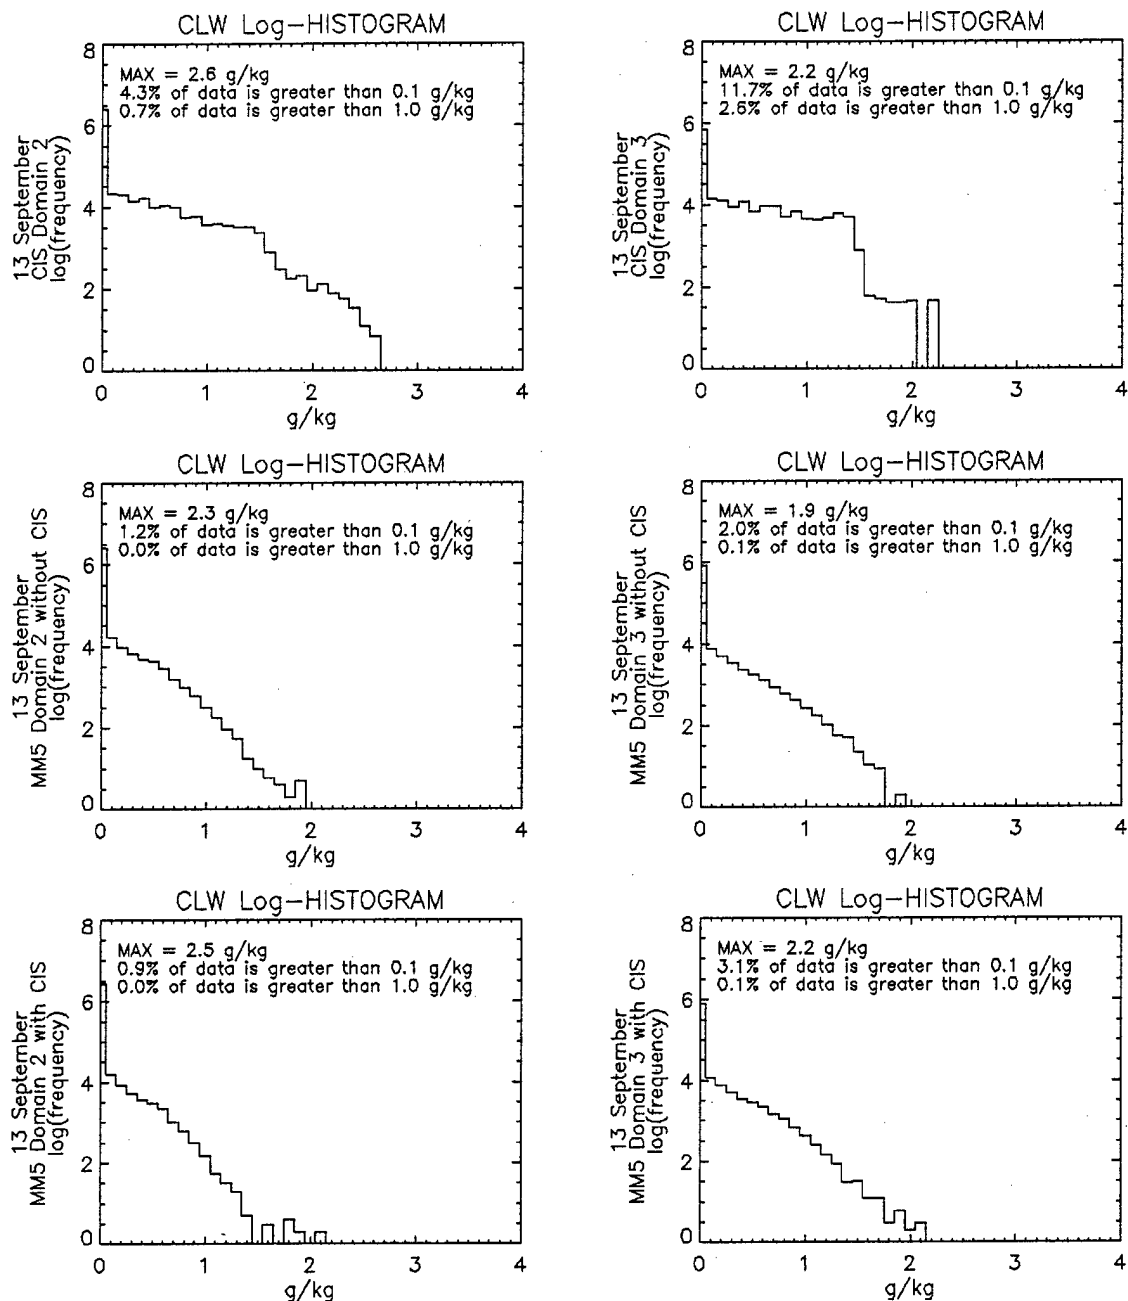 CLW Log-HISTOGRAM
MAX = 2.6 g/kg
4.3% of data is greater than 0.1 g/kg
0.7% of data is greater than 1.0 g/kg
13 September
CIS Domain 2
log(frequency)
8
6
4
2
0
0 1 2 3 4
g/kg
CLW Log-HISTOGRAM
MAX = 2.2 g/kg
11.7% of data is greater than 0.1 g/kg
2.6% of data is greater than 1.0 g/kg
13 September
CIS Domain 3
log(frequency)
8
6
4
2
0
0 1 2 3 4
g/kg
CLW Log-HISTOGRAM
MAX = 2.3 g/kg
1.2% of data is greater than 0.1 g/kg
0.0% of data is greater than 1.0 g/kg
13 September
MM5 Domain 2 without CIS
log(frequency)
8
6
4
2
0
0 1 2 3 4
g/kg
CLW Log-HISTOGRAM
MAX = 1.9 g/kg
2.0% of data is greater than 0.1 g/kg
0.1% of data is greater than 1.0 g/kg
13 September
MM5 Domain 3 without CIS
log(frequency)
8
6
4
2
0
0 1 2 3 4
g/kg
CLW Log-HISTOGRAM
MAX = 2.5 g/kg
0.9% of data is greater than 0.1 g/kg
0.0% of data is greater than 1.0 g/kg
13 September
MM5 Domain 2 with CIS
log(frequency)
8
6
4
2
0
0 1 2 3 4
g/kg
CLW Log-HISTOGRAM
MAX = 2.2 g/kg
3.1% of data is greater than 0.1 g/kg
0.1% of data is greater than 1.0 g/kg
13 September
MM5 Domain 3 with CIS
log(frequency)
8
6
4
2
0
0 1 2 3 4
g/kg